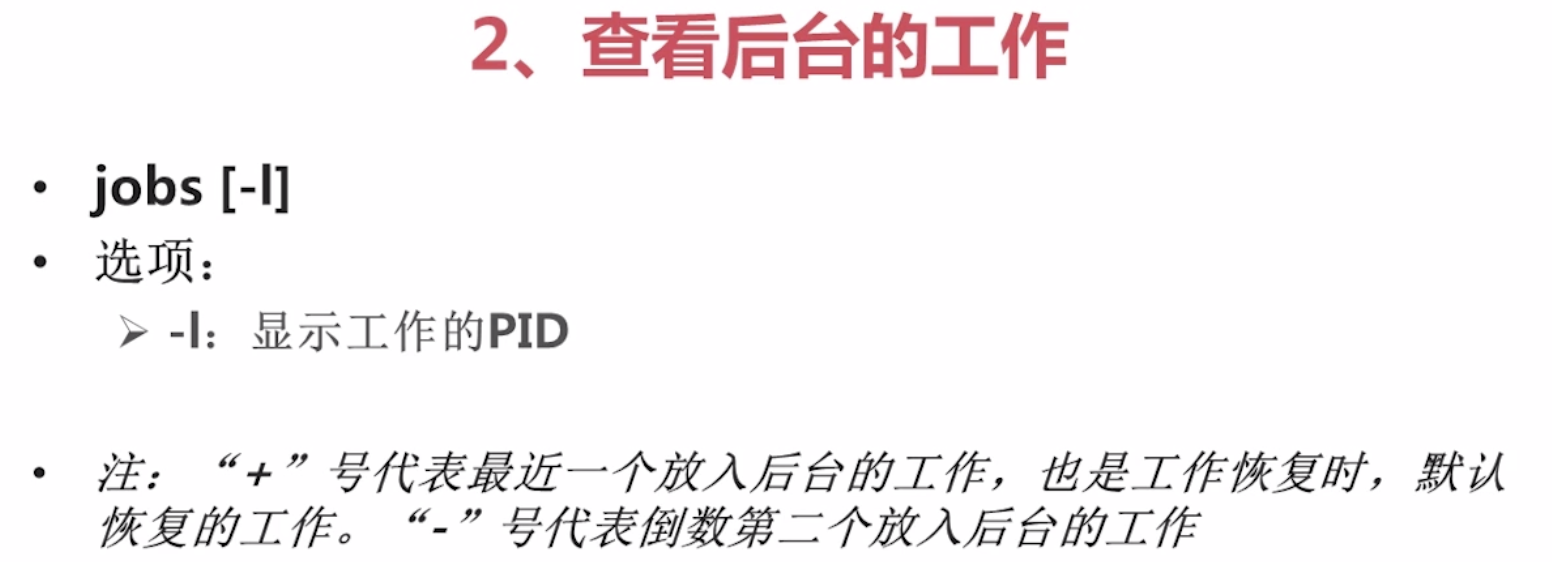 2、查看后台的工作
• jobs [-l]
• 选项：
➢ -l：显示工作的PID
• 注：“+”号代表最近一个放入后台的工作，也是工作恢复时，默认
恢复的工作。“-”号代表倒数第二个放入后台的工作